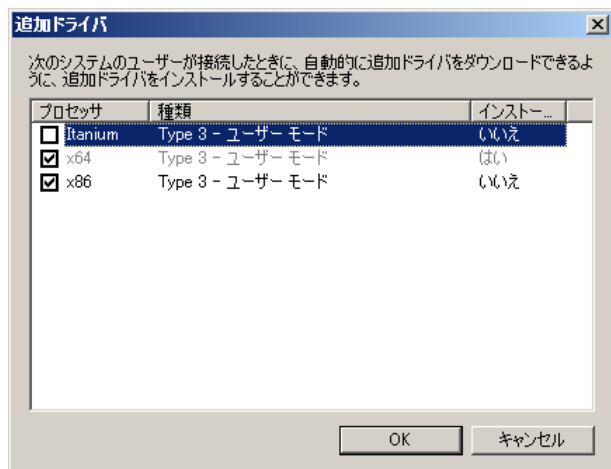 追加ドライバ
次のシステムのユーザーが接続したときに、自動的に追加ドライバをダウンロードできるよ
うに、追加ドライバをインストールすることができます。
プロセッサ 種類 インストー...
Itanium Type 3 - ユーザー モード いいえ
x64 Type 3 - ユーザー モード はい
x86 Type 3 - ユーザー モード いいえ
OK キャンセル